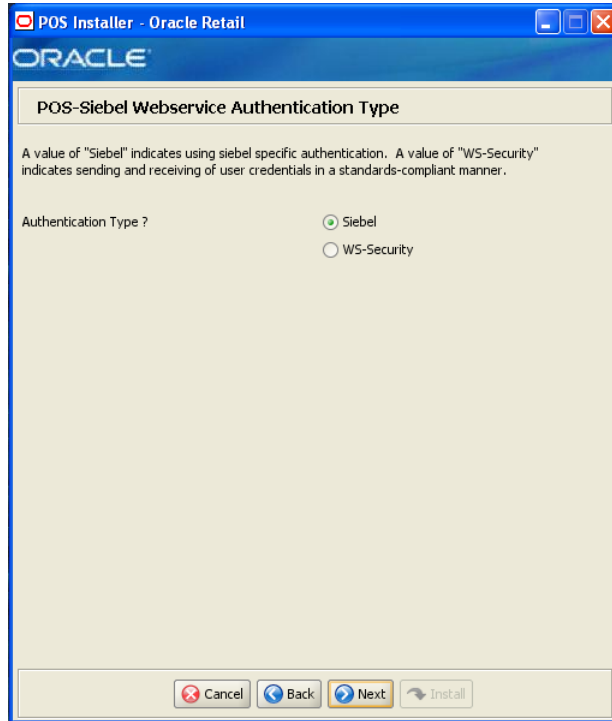 POS Installer - Oracle Retail
ORACLE
POS-Siebel Webservice Authentication Type
A value of "Siebel" indicates using siebel specific authentication. A value of "WS-Security"
indicates sending and receiving of user credentials in a standards-compliant manner.
Authentication Type ? Siebel
WS-Security
Cancel Back Next Install